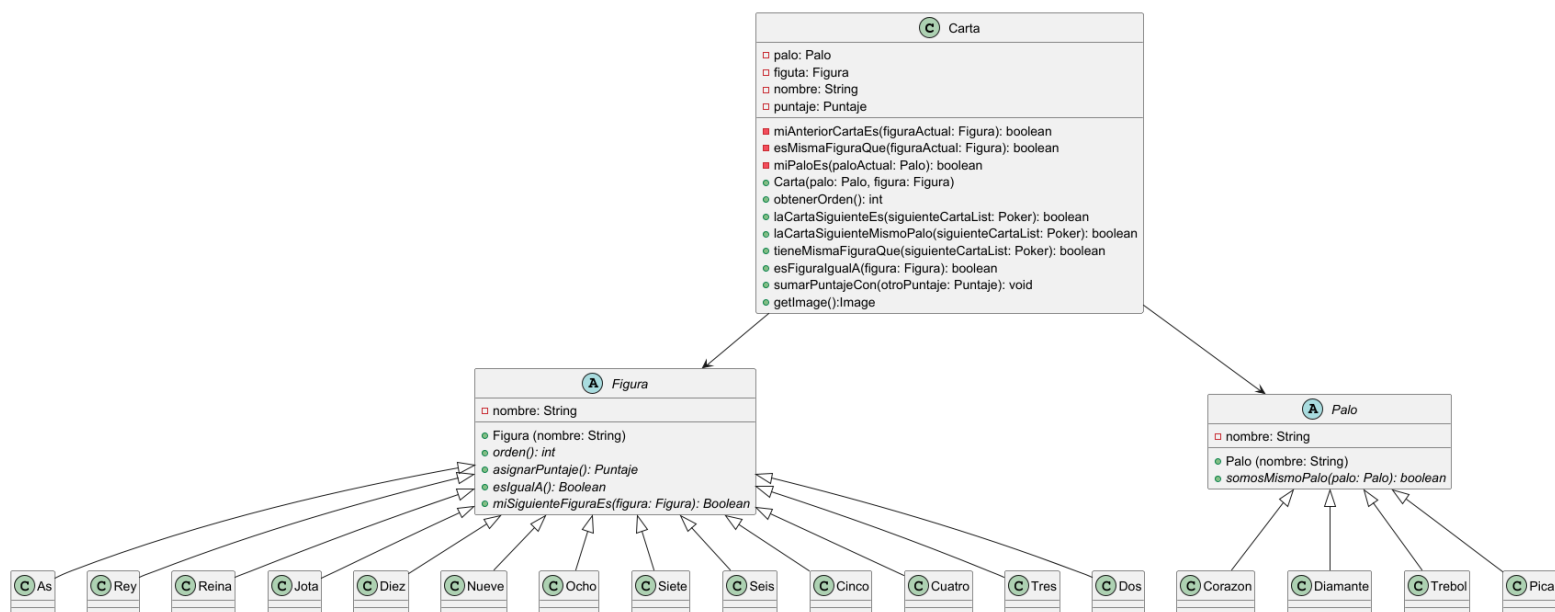 C Carta
palo: Palo
figuta: Figura
nombre: String
puntaje: Puntaje
miAnteriorCartaEs(figuraActual: Figura): boolean
esMismaFiguraQue(figuraActual: Figura): boolean
miPaloEs(paloActual: Palo): boolean
Carta(palo: Palo, figura: Figura)
obtenerOrden(): int
laCartaSiguienteEs(siguienteCartaList: Poker): boolean
laCartaSiguienteMismoPalo(siguienteCartaList: Poker): boolean
tieneMismaFiguraQue(siguienteCartaList: Poker): boolean
esFiguraIgualA(figura: Figura): boolean
sumarPuntajeCon(otroPuntaje: Puntaje): void
getImage():Image
A Figura
nombre: String
Figura (nombre: String)
orden(): int
asignarPuntaje(): Puntaje
esIgualA(): Boolean
miSiguienteFiguraEs(figura: Figura): Boolean
A Palo
nombre: String
Palo (nombre: String)
somosMismoPalo(palo: Palo): boolean
C As
C Rey
C Reina
C Jota
C Diez
C Nueve
C Ocho
C Siete
C Seis
C Cinco
C Cuatro
C Tres
C Dos
C Corazon
C Diamante
C Trebol
C Pica